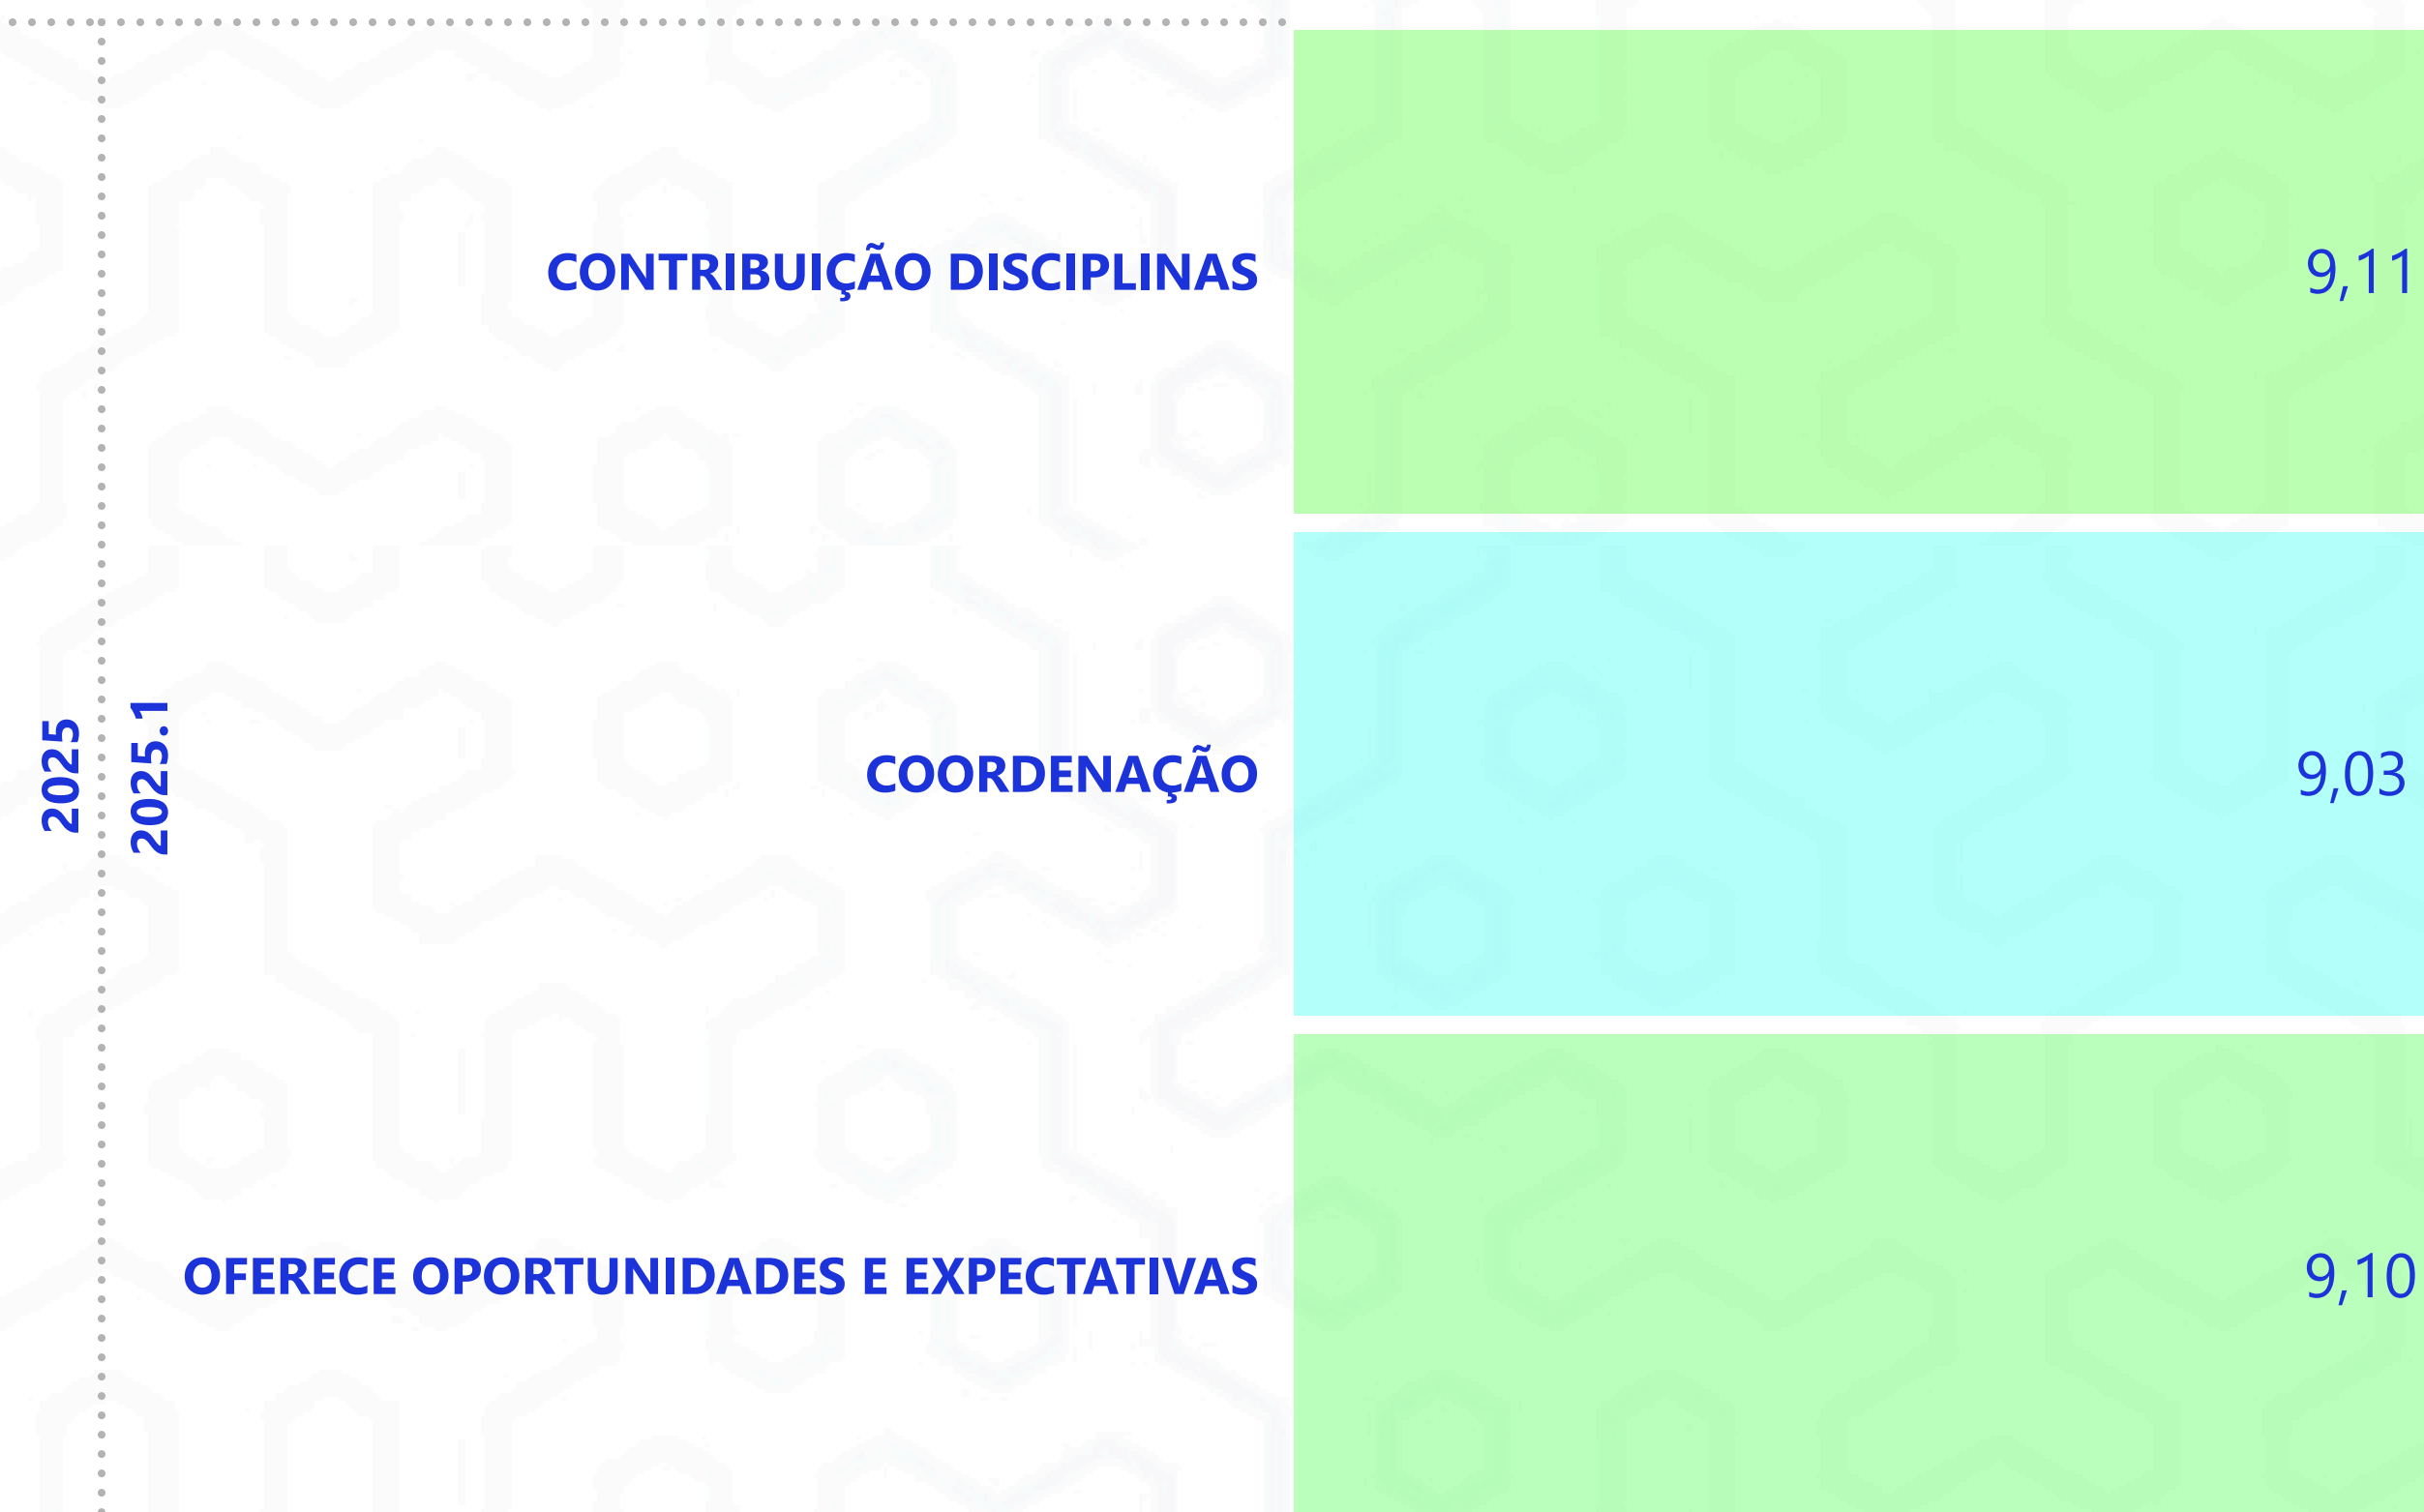 2025
2025.1
CONTRIBUIÇÃO DISCIPLINAS
9,11
COORDENAÇÃO
9,03
OFERECE OPORTUNIDADES E EXPECTATIVAS
9,10